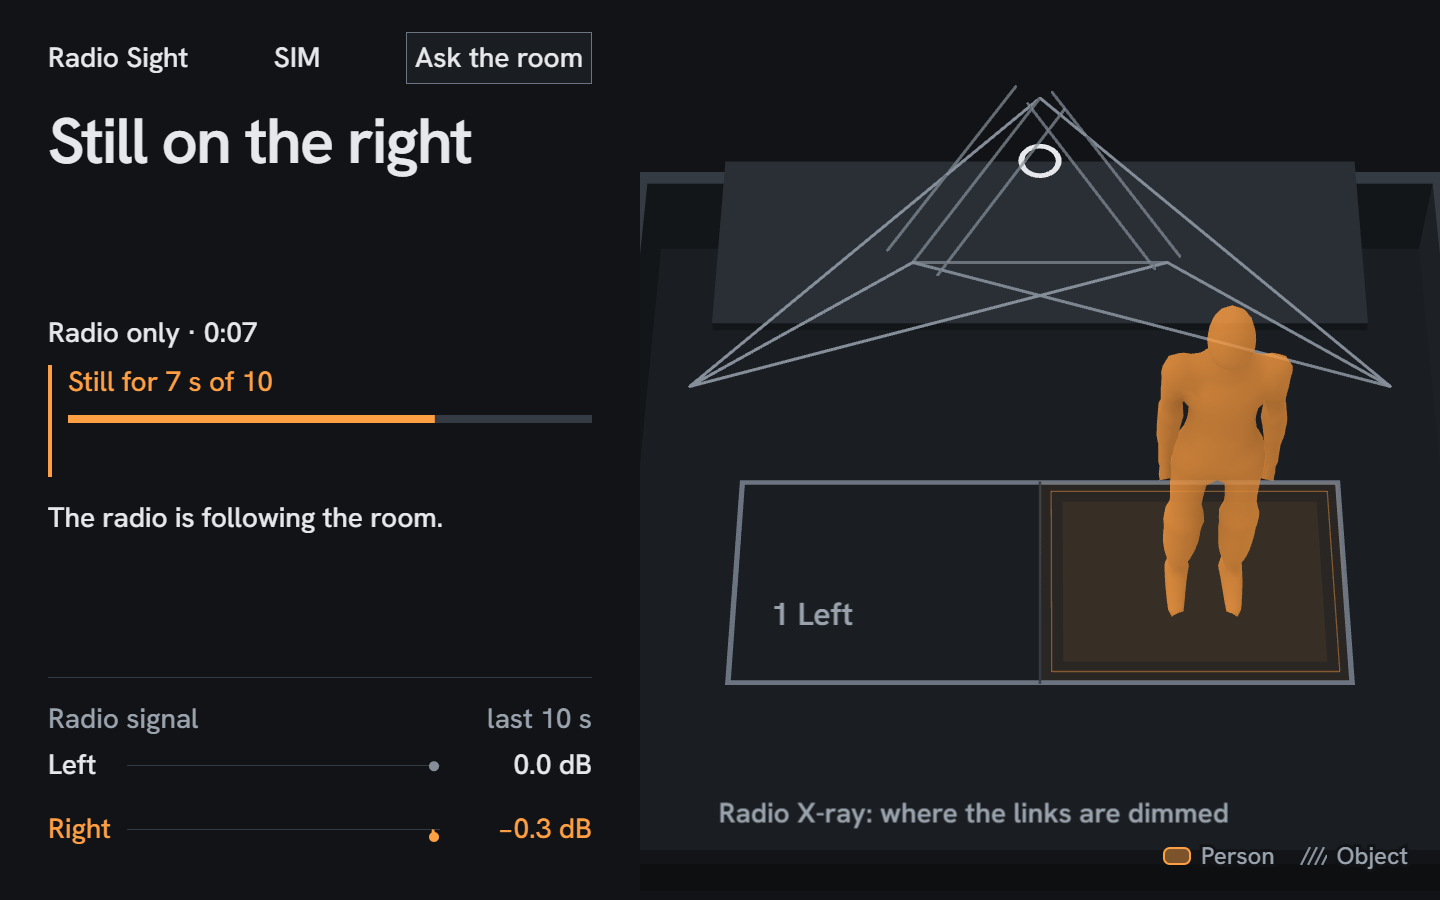 Radio Sight
SIM
Ask the room
Still on the right
Radio only · 0:07
Still for 7 s of 10
The radio is following the room.
Radio signal
last 10 s
Left
0.0 dB
Right
−0.3 dB
1 Left
Radio X-ray: where the links are dimmed
Person
Object